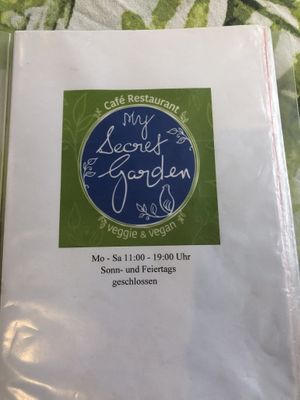 Café Restaurant
My
Secret
Garden
veggie & vegan
Mo - Sa 11:00 - 19:00 Uhr
Sonn- und Feiertags
geschlossen